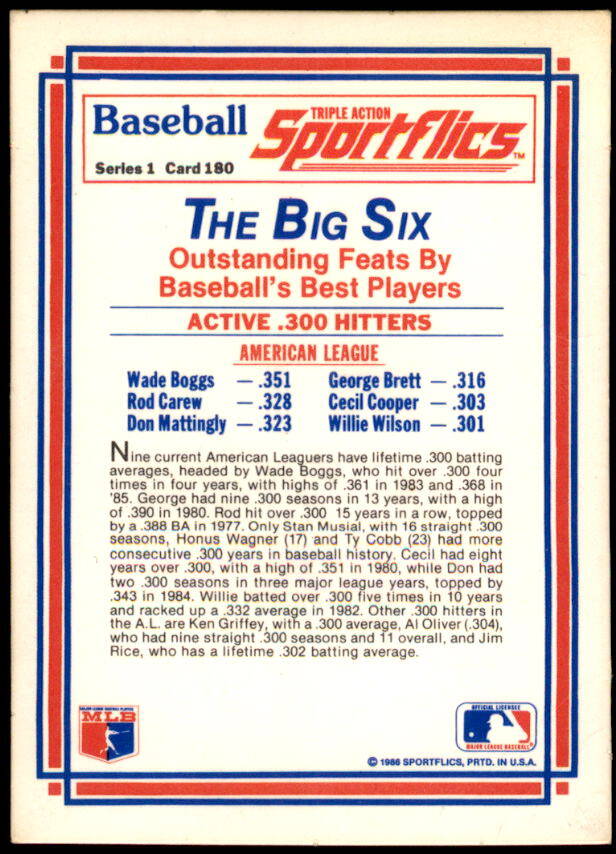 Baseball
TRIPLE ACTION
Sportflics™
Series 1 Card 180
THE BIG SIX
Outstanding Feats By
Baseball's Best Players
ACTIVE .300 HITTERS
AMERICAN LEAGUE
Wade Boggs — .351 George Brett — .316
Rod Carew — .328 Cecil Cooper — .303
Don Mattingly — .323 Willie Wilson — .301
Nine current American Leaguers have lifetime .300 batting
averages, headed by Wade Boggs, who hit over .300 four
times in four years, with highs of .361 in 1983 and .368 in
'85. George had nine .300 seasons in 13 years, with a high
of .390 in 1980. Rod hit over .300 15 years in a row, topped
by a .388 BA in 1977. Only Stan Musial, with 16 straight .300
seasons, Honus Wagner (17) and Ty Cobb (23) had more
consecutive .300 years in baseball history. Cecil had eight
years over .300, with a high of .351 in 1980, while Don had
two .300 seasons in three major league years, topped by
.343 in 1984. Willie batted over .300 five times in 10 years
and racked up a .332 average in 1982. Other .300 hitters in
the A.L. are Ken Griffey, with a .300 average, Al Oliver (.304),
who had nine straight .300 seasons and 11 overall, and Jim
Rice, who has a lifetime .302 batting average.
MAJOR LEAGUE BASEBALL PLAYERS
MLB
OFFICIAL LICENSEE
MAJOR LEAGUE BASEBALL
© 1986 SPORTFLICS, PRTD. IN U.S.A.